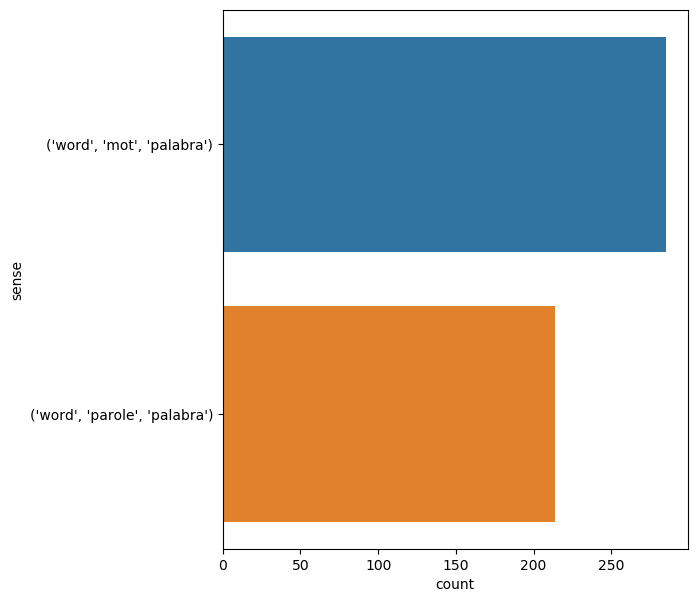 ('word', 'mot', 'palabra')
('word', 'parole', 'palabra')
sense
0 50 100 150 200 250
count